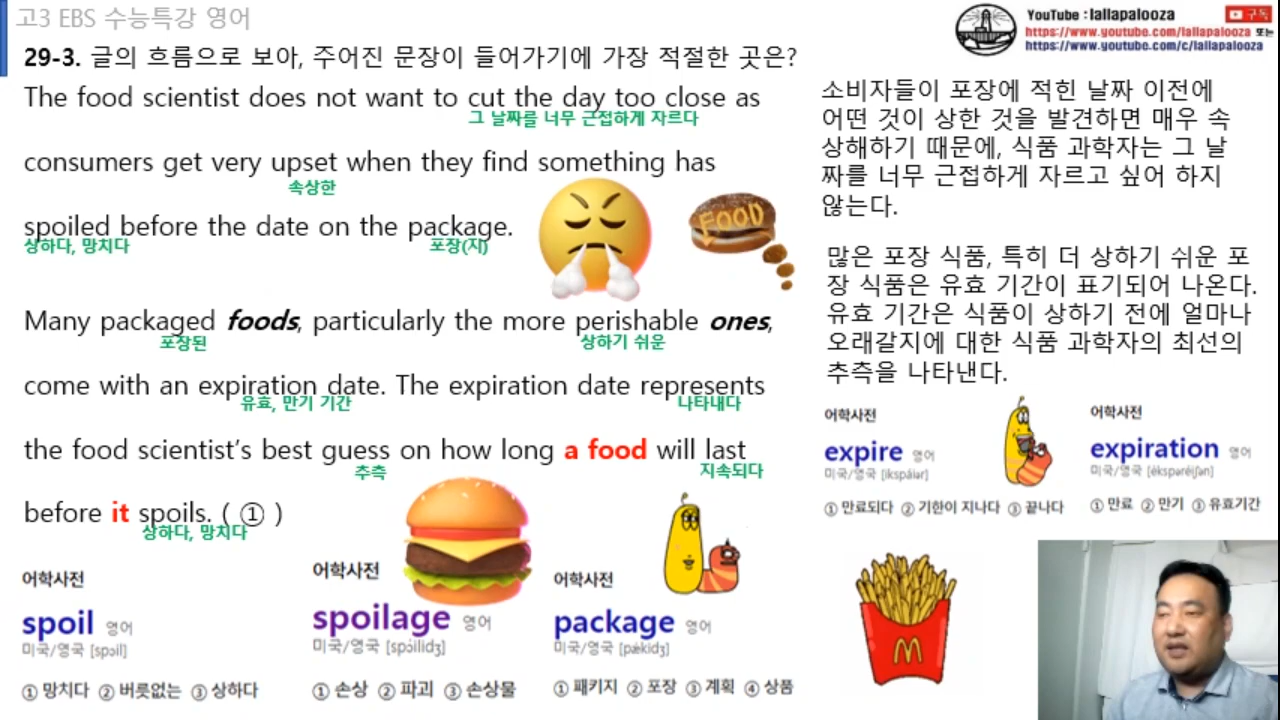 고3 EBS 수능특강 영어
YouTube : lallapalooza
구독
https://www.youtube.com/lallapalooza 또는
https://www.youtube.com/c/lallapalooza
29-3. 글의 흐름으로 보아, 주어진 문장이 들어가기에 가장 적절한 곳은?
The food scientist does not want to cut the day too close as
그 날짜를 너무 근접하게 자르다
consumers get very upset when they find something has
속상한
spoiled before the date on the package.
상하다, 망치다 포장(지)
FOOD
Many packaged foods, particularly the more perishable ones,
포장된 상하기 쉬운
come with an expiration date. The expiration date represents
유효, 만기 기간 나타내다
the food scientist's best guess on how long a food will last
추측 지속되다
before it spoils. ( ① )
상하다, 망치다
소비자들이 포장에 적힌 날짜 이전에
어떤 것이 상한 것을 발견하면 매우 속
상해하기 때문에, 식품 과학자는 그 날
짜를 너무 근접하게 자르고 싶어 하지
않는다.
많은 포장 식품, 특히 더 상하기 쉬운 포
장 식품은 유효 기간이 표기되어 나온다.
유효 기간은 식품이 상하기 전에 얼마나
오래갈지에 대한 식품 과학자의 최선의
추측을 나타낸다.
어학사전
expire 영어
미국/영국 [ikspáiər]
① 만료되다 ② 기한이 지나다 ③ 끝나다
어학사전
expiration 영어
미국/영국 [èkspəréiʃən]
① 만료 ② 만기 ③ 유효기간
어학사전
spoil 영어
미국/영국 [spɔil]
① 망치다 ② 버릇없는 ③ 상하다
어학사전
spoilage 영어
미국/영국 [spɔ́ilidʒ]
① 손상 ② 파괴 ③ 손상물
어학사전
package 영어
미국/영국 [pǽkidʒ]
① 패키지 ② 포장 ③ 계획 ④ 상품